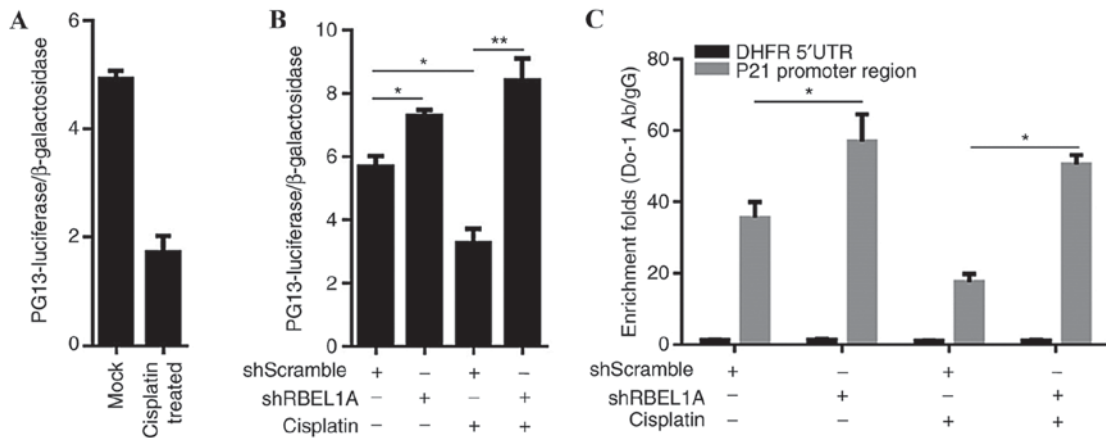 A
PG13-luciferase/β-galactosidase
6
4
2
0
Mock
Cisplatin
treated
B
PG13-luciferase/β-galactosidase
10
8
6
4
2
0
**
*
*
shScramble + – + –
shRBEL1A – + – +
Cisplatin – – + +
C
DHFR 5′UTR
P21 promoter region
Enrichment folds (Do-1 Ab/gG)
80
60
40
20
0
*
*
shScramble + – + –
shRBEL1A – + – +
Cisplatin – – + +